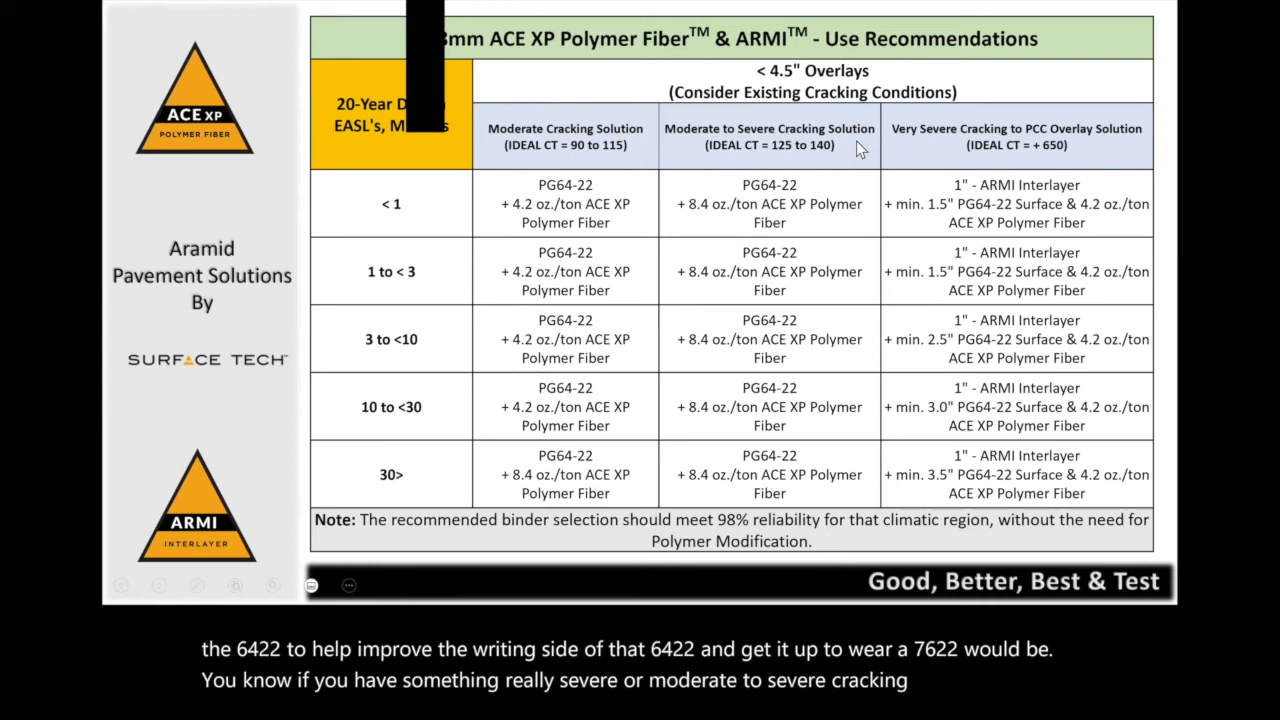 mm ACE XP Polymer Fiber™ & ARMI™ - Use Recommendations
20-Year
EASL's,
< 4.5" Overlays
(Consider Existing Cracking Conditions)
Moderate Cracking Solution
(IDEAL CT = 90 to 115)
Moderate to Severe Cracking Solution
(IDEAL CT = 125 to 140)
Very Severe Cracking to PCC Overlay Solution
(IDEAL CT = + 650)
< 1
PG64-22
+ 4.2 oz./ton ACE XP
Polymer Fiber
PG64-22
+ 8.4 oz./ton ACE XP Polymer
Fiber
1" - ARMI Interlayer
+ min. 1.5" PG64-22 Surface & 4.2 oz./ton
ACE XP Polymer Fiber
1 to < 3
PG64-22
+ 4.2 oz./ton ACE XP
Polymer Fiber
PG64-22
+ 8.4 oz./ton ACE XP Polymer
Fiber
1" - ARMI Interlayer
+ min. 1.5" PG64-22 Surface & 4.2 oz./ton
ACE XP Polymer Fiber
3 to <10
PG64-22
+ 4.2 oz./ton ACE XP
Polymer Fiber
PG64-22
+ 8.4 oz./ton ACE XP Polymer
Fiber
1" - ARMI Interlayer
+ min. 2.5" PG64-22 Surface & 4.2 oz./ton
ACE XP Polymer Fiber
10 to <30
PG64-22
+ 4.2 oz./ton ACE XP
Polymer Fiber
PG64-22
+ 8.4 oz./ton ACE XP Polymer
Fiber
1" - ARMI Interlayer
+ min. 3.0" PG64-22 Surface & 4.2 oz./ton
ACE XP Polymer Fiber
30>
PG64-22
+ 8.4 oz./ton ACE XP
Polymer Fiber
PG64-22
+ 8.4 oz./ton ACE XP Polymer
Fiber
1" - ARMI Interlayer
+ min. 3.5" PG64-22 Surface & 4.2 oz./ton
ACE XP Polymer Fiber
Note: The recommended binder selection should meet 98% reliability for that climatic region, without the need for
Polymer Modification.
ACE XP
POLYMER FIBER
Aramid
Pavement Solutions
By
SURFACE TECH
ARMI
INTERLAYER
Good, Better, Best & Test
the 6422 to help improve the writing side of that 6422 and get it up to wear a 7622 would be.
You know if you have something really severe or moderate to severe cracking